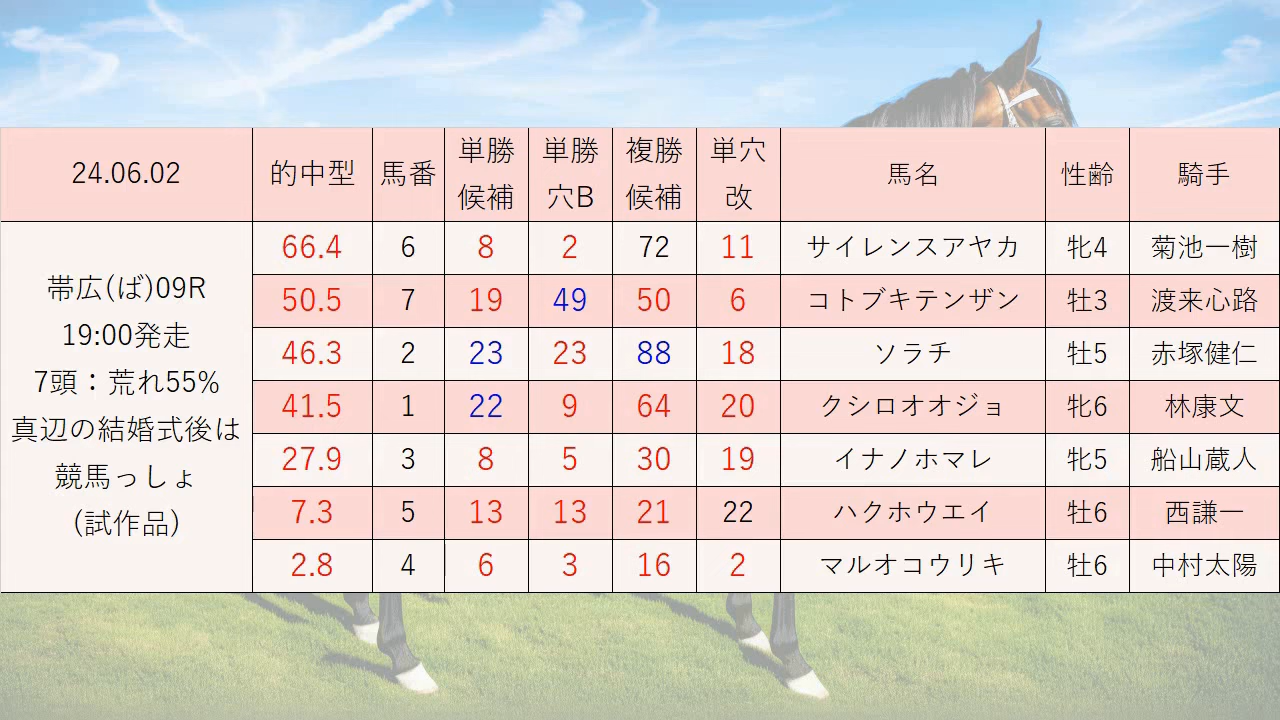 24.06.02 的中型 馬番 単勝候補 単勝穴B 複勝候補 単穴改 馬名 性齢 騎手
帯広(ば)09R
19:00発走
7頭：荒れ55%
真辺の結婚式後は
競馬っしょ
(試作品)
66.4 6 8 2 72 11 サイレンスアヤカ 牝4 菊池一樹
50.5 7 19 49 50 6 コトブキテンザン 牡3 渡来心路
46.3 2 23 23 88 18 ソラチ 牡5 赤塚健仁
41.5 1 22 9 64 20 クシロオオジョ 牝6 林康文
27.9 3 8 5 30 19 イナノホマレ 牝5 船山蔵人
7.3 5 13 13 21 22 ハクホウエイ 牡6 西謙一
2.8 4 6 3 16 2 マルオコウリキ 牡6 中村太陽